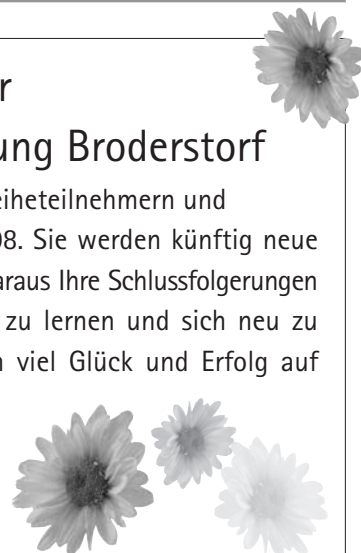 r
ung Broderstorf
eiheteilnehmern und
08. Sie werden künftig neue
araus Ihre Schlussfolgerungen
zu lernen und sich neu zu
n viel Glück und Erfolg auf